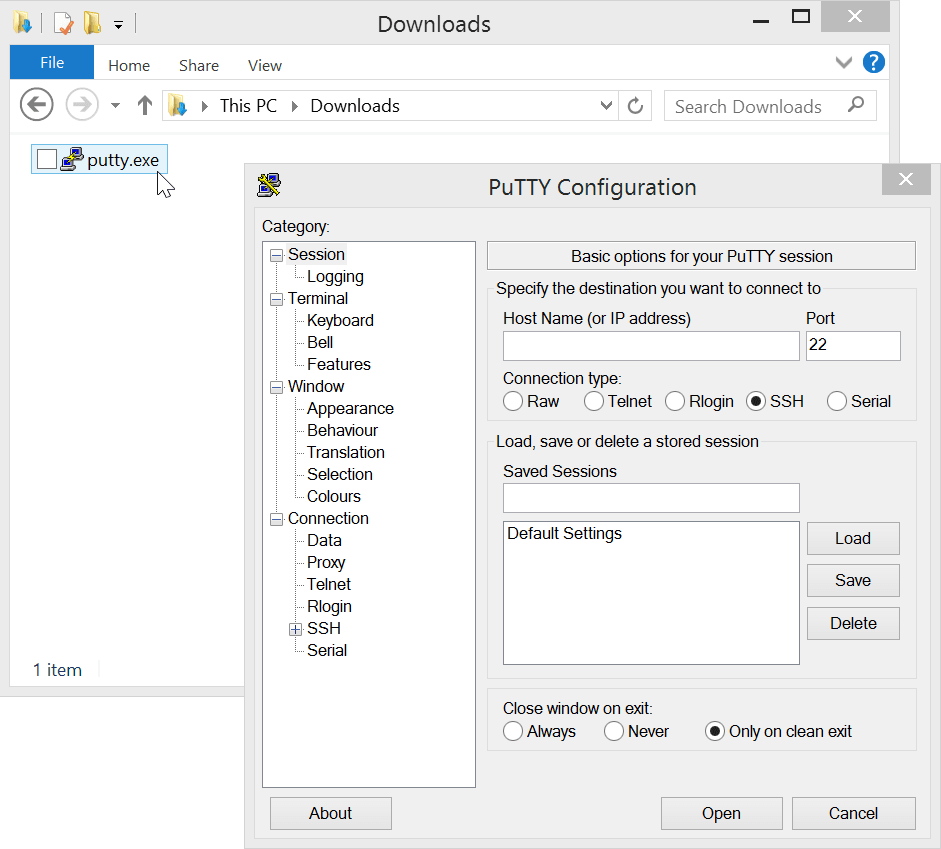 Downloads
File Home Share View
This PC Downloads Search Downloads
putty.exe
1 item
PuTTY Configuration
Category:
Session
Logging
Terminal
Keyboard
Bell
Features
Window
Appearance
Behaviour
Translation
Selection
Colours
Connection
Data
Proxy
Telnet
Rlogin
SSH
Serial
Basic options for your PuTTY session
Specify the destination you want to connect to
Host Name (or IP address) Port
22
Connection type:
Raw Telnet Rlogin SSH Serial
Load, save or delete a stored session
Saved Sessions
Default Settings
Load
Save
Delete
Close window on exit:
Always Never Only on clean exit
About Open Cancel